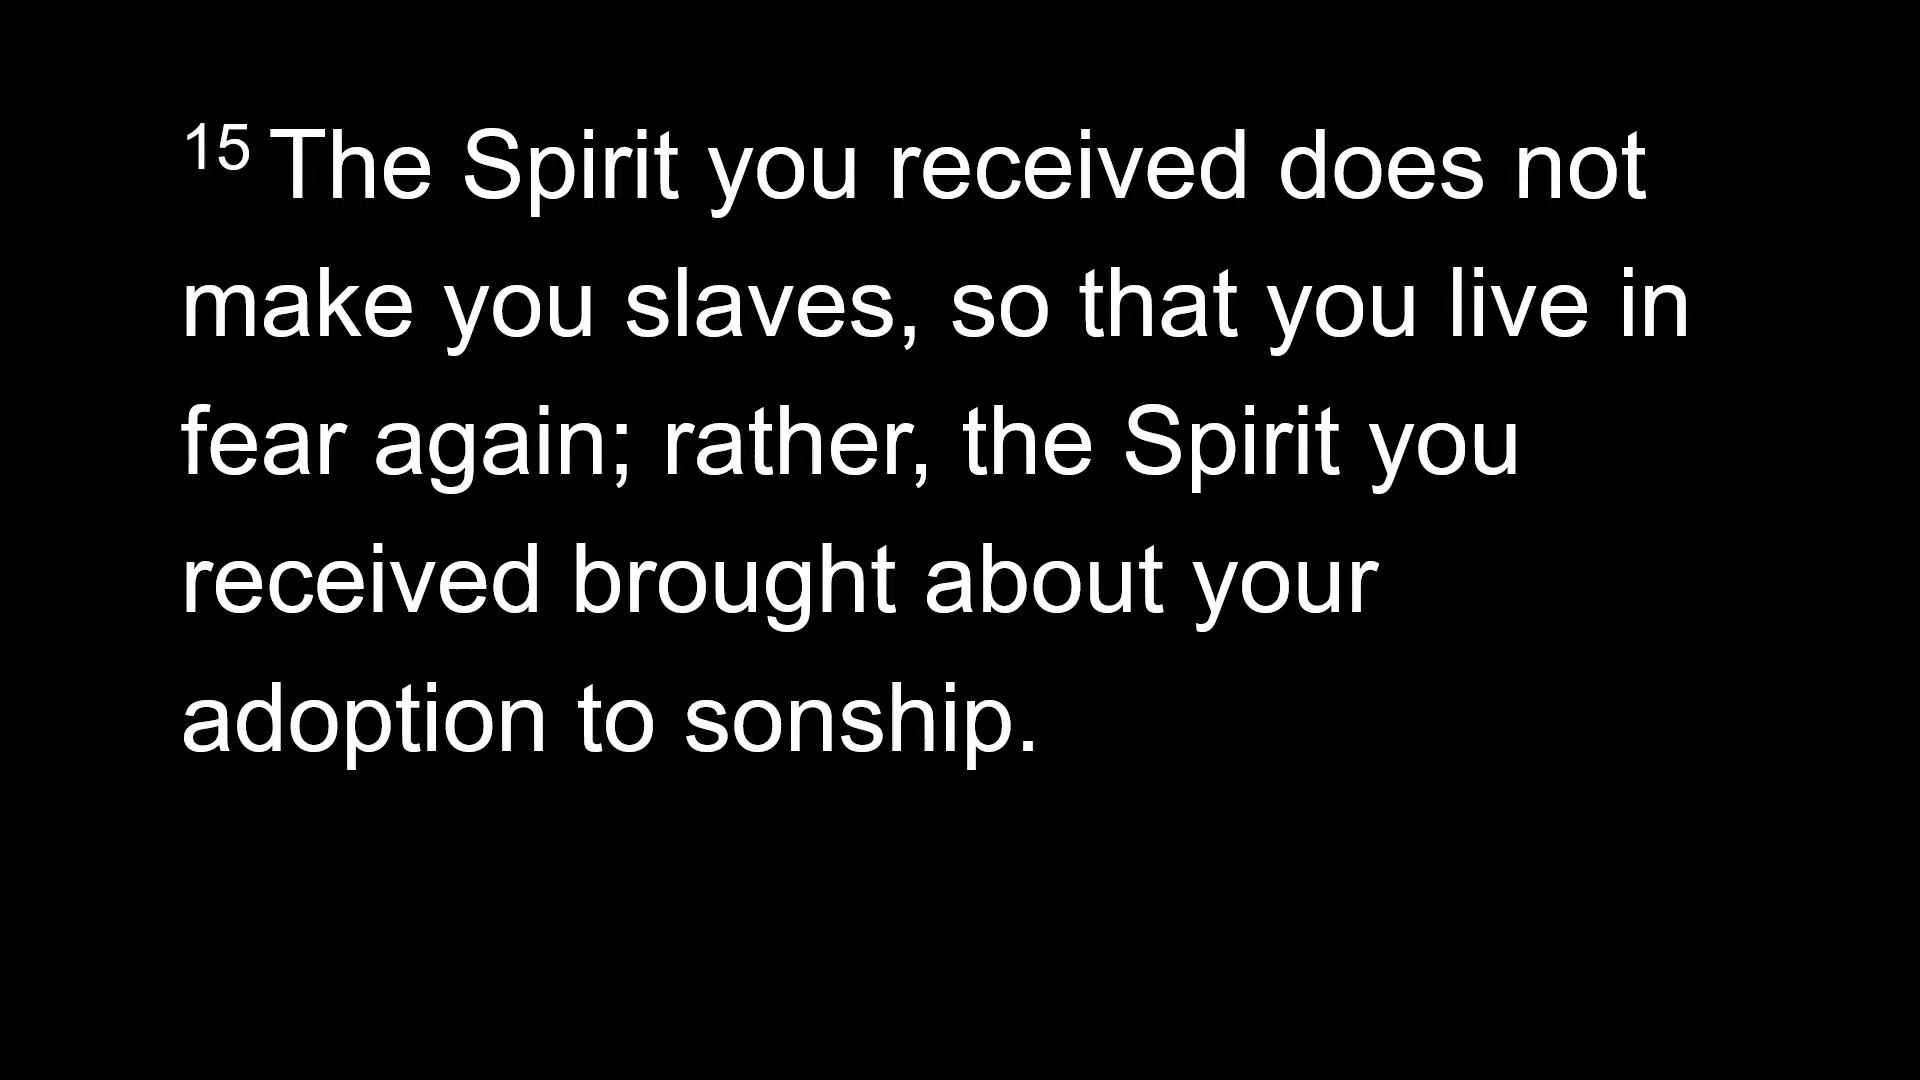 15 The Spirit you received does not
make you slaves, so that you live in
fear again; rather, the Spirit you
received brought about your
adoption to sonship.